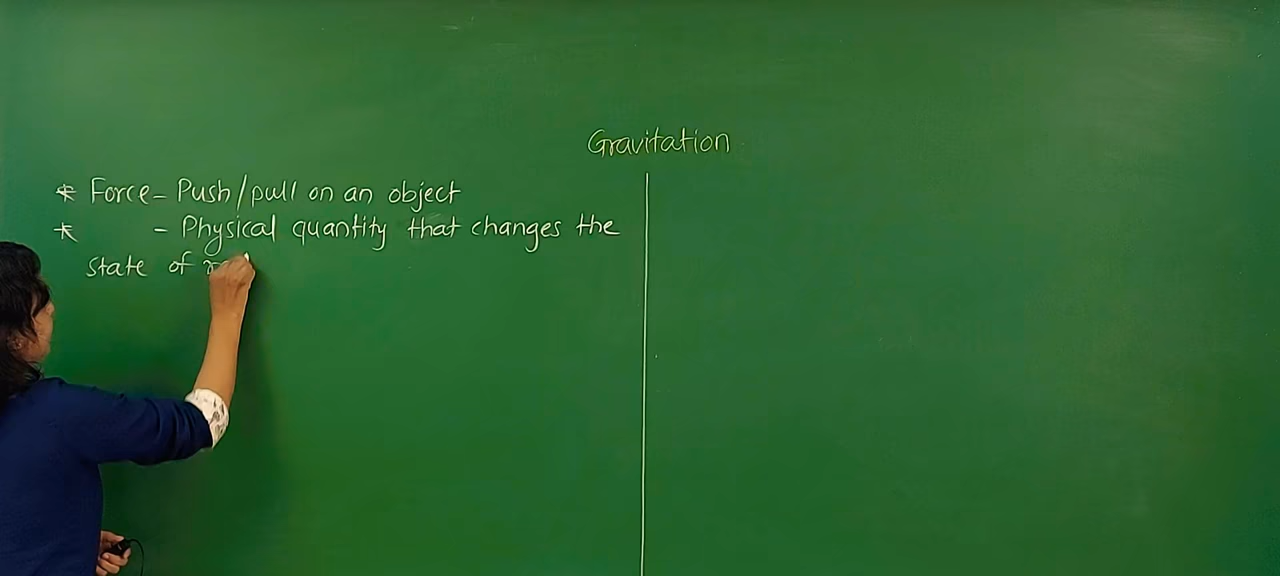 Gravitation
* Force - Push/pull on an object
* - Physical quantity that changes the
state of